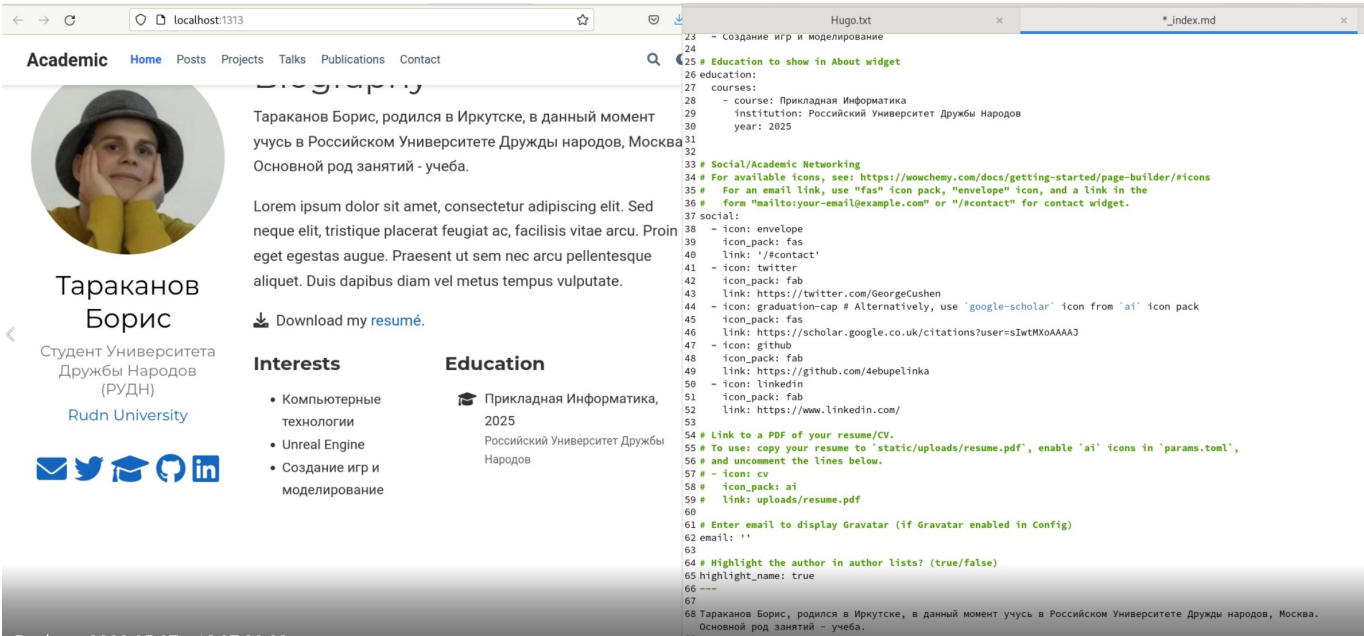 localhost:1313
Academic Home Posts Projects Talks Publications Contact
Biography
Тараканов Борис, родился в Иркутске, в данный момент
учусь в Российском Университете Дружды народов, Москва
Основной род занятий - учеба.
Lorem ipsum dolor sit amet, consectetur adipiscing elit. Sed
neque elit, tristique placerat feugiat ac, facilisis vitae arcu. Proin
eget egestas augue. Praesent ut sem nec arcu pellentesque
aliquet. Duis dapibus diam vel metus tempus vulputate.
Download my resumé.
Тараканов
Борис
Студент Университета
Дружбы Народов
(РУДН)
Rudn University
Interests
Компьютерные
технологии
Unreal Engine
Создание игр и
моделирование
Education
Прикладная Информатика,
2025
Российский Университет Дружбы
Народов
Hugo.txt × *_index.md ×
23 - Создание игр и моделирование
24
25 # Education to show in About widget
26 education:
27 courses:
28 - course: Прикладная Информатика
29 institution: Российский Университет Дружбы Народов
30 year: 2025
31
32
33 # Social/Academic Networking
34 # For available icons, see: https://wowchemy.com/docs/getting-started/page-builder/#icons
35 # For an email link, use "fas" icon pack, "envelope" icon, and a link in the
36 # form "mailto:your-email@example.com" or "/#contact" for contact widget.
37 social:
38 - icon: envelope
39 icon_pack: fas
40 link: '/#contact'
41 - icon: twitter
42 icon_pack: fab
43 link: https://twitter.com/GeorgeCushen
44 - icon: graduation-cap # Alternatively, use `google-scholar` icon from `ai` icon pack
45 icon_pack: fas
46 link: https://scholar.google.co.uk/citations?user=sIwtMXoAAAAJ
47 - icon: github
48 icon_pack: fab
49 link: https://github.com/4ebupelinka
50 - icon: linkedin
51 icon_pack: fab
52 link: https://www.linkedin.com/
53
54 # Link to a PDF of your resume/CV.
55 # To use: copy your resume to `static/uploads/resume.pdf`, enable `ai` icons in `params.toml`,
56 # and uncomment the lines below.
57 # - icon: cv
58 # icon_pack: ai
59 # link: uploads/resume.pdf
60
61 # Enter email to display Gravatar (if Gravatar enabled in Config)
62 email: ''
63
64 # Highlight the author in author lists? (true/false)
65 highlight_name: true
66 ---
67
68 Тараканов Борис, родился в Иркутске, в данный момент учусь в Российском Университете Дружды народов, Москва.
Основной род занятий - учеба.